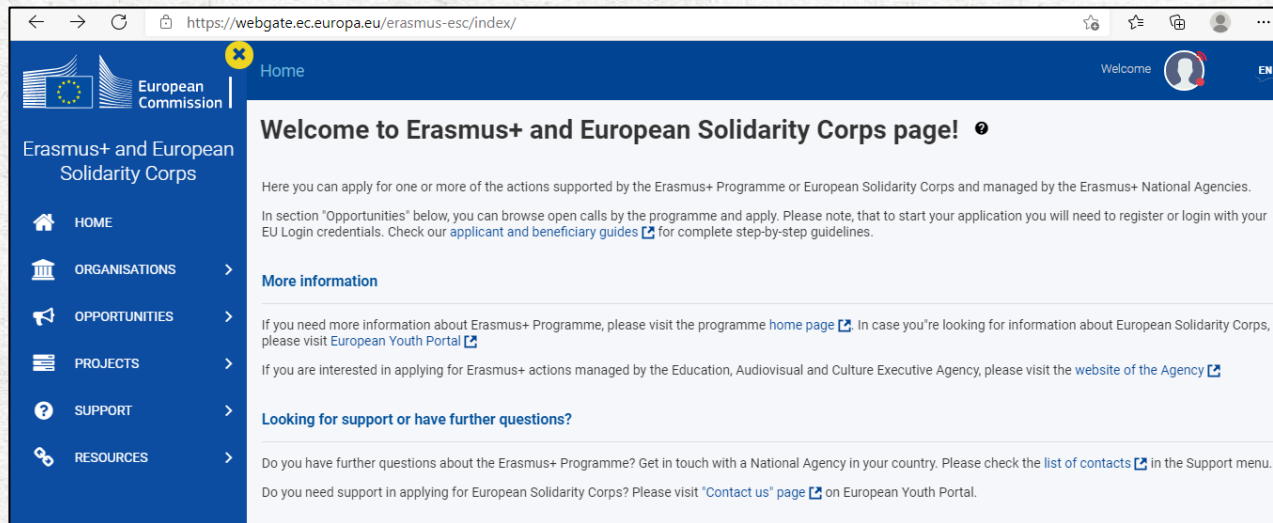 https://webgate.ec.europa.eu/erasmus-esc/index/
European
Commission
Home
Welcome
EN
Erasmus+ and European
Solidarity Corps
HOME
ORGANISATIONS
OPPORTUNITIES
PROJECTS
SUPPORT
RESOURCES
Welcome to Erasmus+ and European Solidarity Corps page!
Here you can apply for one or more of the actions supported by the Erasmus+ Programme or European Solidarity Corps and managed by the Erasmus+ National Agencies.
In section "Opportunities" below, you can browse open calls by the programme and apply. Please note, that to start your application you will need to register or login with your
EU Login credentials. Check our applicant and beneficiary guides for complete step-by-step guidelines.
More information
If you need more information about Erasmus+ Programme, please visit the programme home page. In case you"re looking for information about European Solidarity Corps,
please visit European Youth Portal
If you are interested in applying for Erasmus+ actions managed by the Education, Audiovisual and Culture Executive Agency, please visit the website of the Agency
Looking for support or have further questions?
Do you have further questions about the Erasmus+ Programme? Get in touch with a National Agency in your country. Please check the list of contacts in the Support menu.
Do you need support in applying for European Solidarity Corps? Please visit "Contact us" page on European Youth Portal.